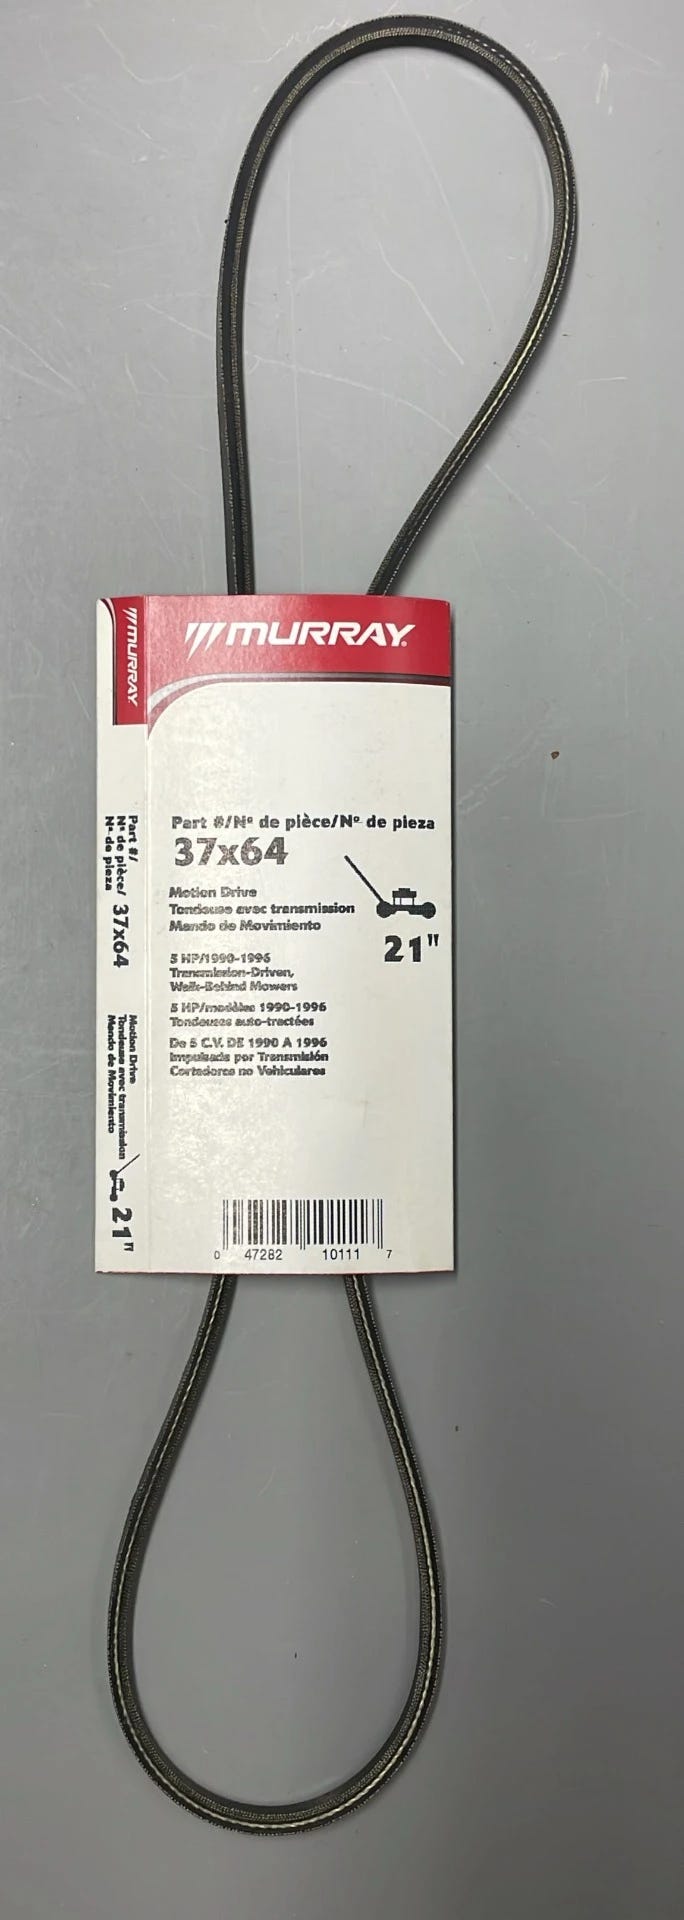 MURRAY
Part #/Nº de pièce/Nº de pieza
37x64
Motion Drive
Tondeuse avec transmission
Mando de Movimiento
21"
5 HP/1990-1996
Transmission-Driven,
Walk-Behind Mowers
5 HP/modèles 1990-1996
Tondeuses auto-tractées
De 5 C.V. DE 1990 A 1996
Impulsada por Transmisión
Cortadores no Vehiculares
0 47282 10111 7
MURRAY
Part #/
Nº de pièce/
Nº de pieza
37x64
Motion Drive
Tondeuse avec transmission
Mando de Movimiento
21"